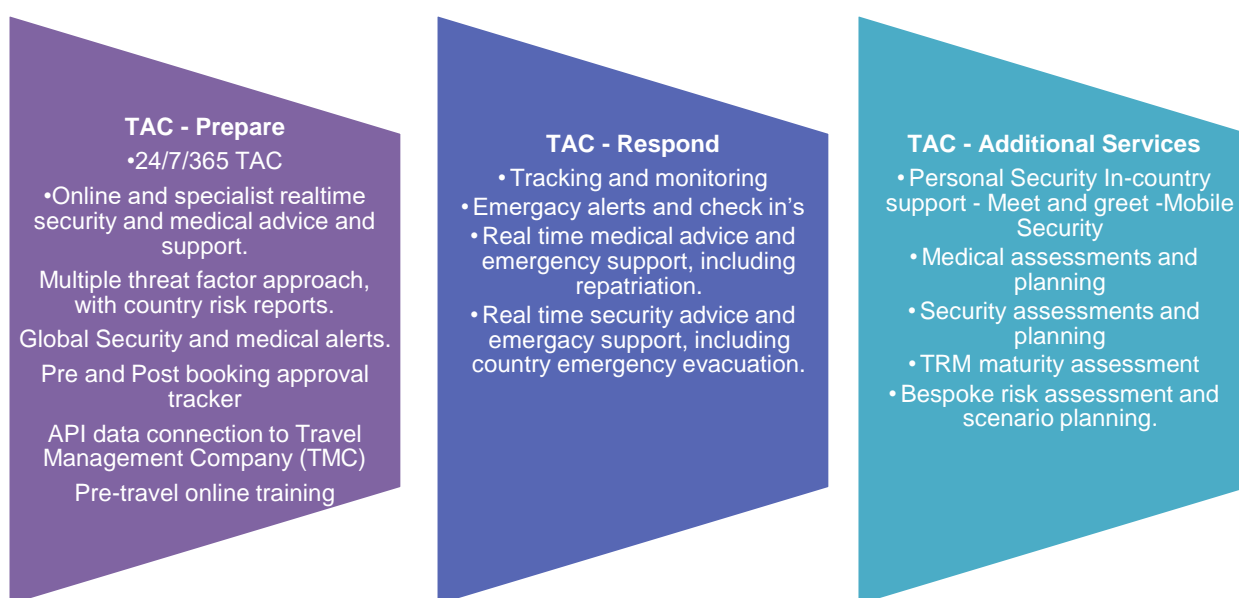 TAC - Prepare
•24/7/365 TAC
•Online and specialist realtime
security and medical advice and
support.
Multiple threat factor approach,
with country risk reports.
Global Security and medical alerts.
Pre and Post booking approval
tracker
API data connection to Travel
Management Company (TMC)
Pre-travel online training
TAC - Respond
• Tracking and monitoring
• Emergacy alerts and check in's
• Real time medical advice and
emergency support, including
repatriation.
• Real time security advice and
emergacy support, including
country emergency evacuation.
TAC - Additional Services
• Personal Security In-country
support - Meet and greet -Mobile
Security
• Medical assessments and
planning
• Security assessments and
planning
• TRM maturity assessment
• Bespoke risk assessment and
scenario planning.